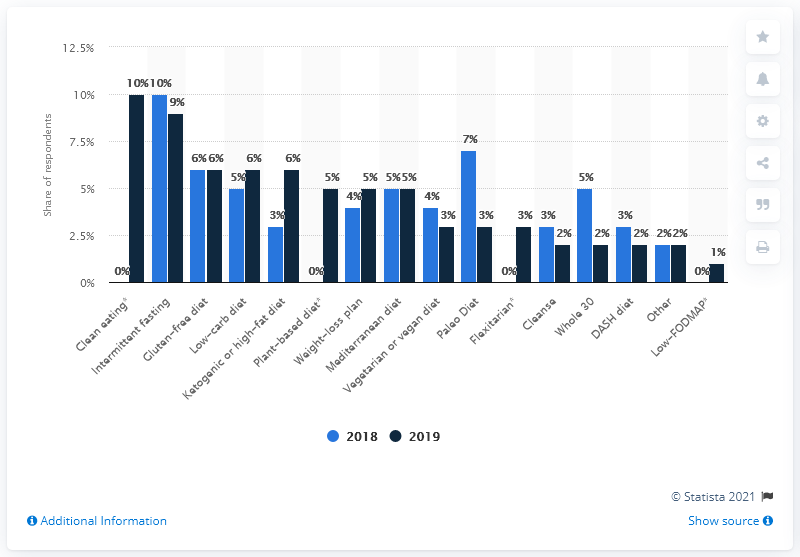 12.5%
10%
7.5%
5%
2.5%
0%
Share of respondents
0% 10% 10% 9% 6% 6% 5% 6% 3% 6% 0% 5% 4% 5% 5% 5% 4% 3% 7% 3% 0% 3% 3% 2% 5% 2% 3% 2% 2% 2% 0% 1%
Clean eating*
Intermittent fasting
Gluten-free diet
Low-carb diet
Ketogenic or high-fat diet
Plant-based diet*
Weight-loss plan
Mediterranean diet
Vegetarian or vegan diet
Paleo Diet
Flexitarian*
Cleanse
Whole 30
DASH diet
Other
Low-FODMAP*
2018 2019
© Statista 2021
Additional Information
Show source